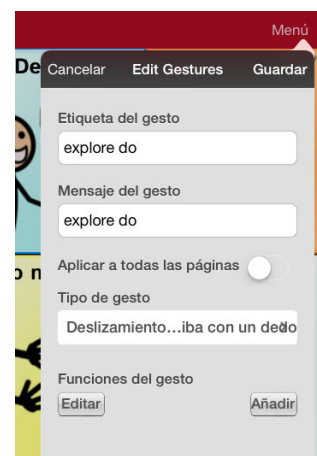 Menú
De
Cancelar Edit Gestures Guardar
Etiqueta del gesto
explore do
Mensaje del gesto
explore do
Aplicar a todas las páginas
Tipo de gesto
Deslizamiento…iba con un dedo
Funciones del gesto
Editar Añadir